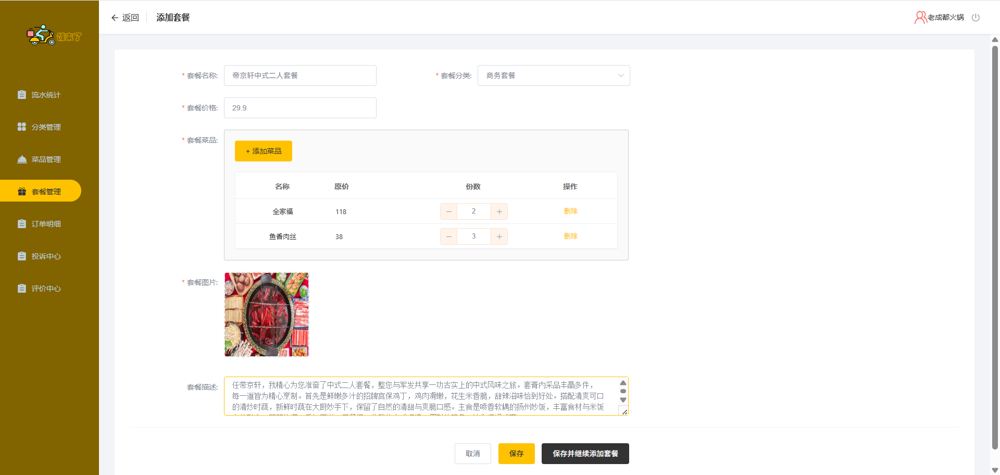 饭来了
流水统计
分类管理
菜品管理
套餐管理
订单明细
投诉中心
评价中心
返回
添加套餐
老成都火锅
* 套餐名称:
帝京轩中式二人套餐
* 套餐分类:
商务套餐
* 套餐价格:
29.9
* 套餐菜品:
+ 添加菜品
名称 原价 份数 操作
全家福 118 2 删除
鱼香肉丝 38 3 删除
* 套餐图片:
套餐描述:
任带京轩，我精心为您准奋了中式二人套餐，整您与军发共享一功古实上的中式风味之旅。套膏内采品丰晶多件，
每一道皆为精心烹制。首先是鲜嫩多汁的招牌宫保鸡丁，鸡肉滑嫩，花生米香脆，甜辣滋味恰到好处。搭配清爽可口
的清炒时蔬，新鲜时蔬在大厨妙手下，保留了自然的清甜与爽脆口感。主食是喷香软耦的扬州妙饭，丰富食材与米饭
取消
保存
保存并继续添加套餐